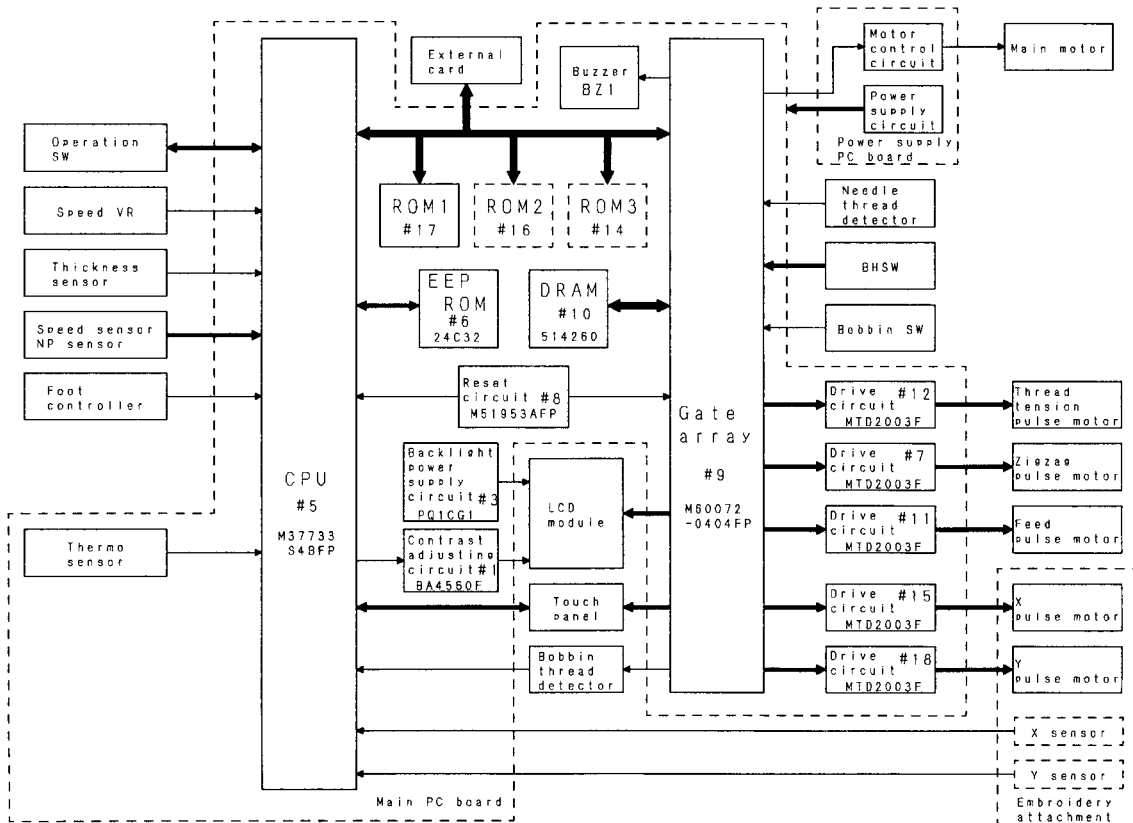 External
card
Buzzer
BZ1
Motor
control
circuit
Main motor
Power
supply
circuit
Power supply
PC board
Operation
SW
Speed VR
Thickness
sensor
Speed sensor
NP sensor
Foot
controller
Thermo
sensor
CPU
#5
M37733
S4BFP
ROM1
#17
ROM2
#16
ROM3
#14
EEP
ROM
#6
24C32
DRAM
#10
514260
Reset
circuit #8
M51953AFP
Backlight
power
supply
circuit #3
PQ1CG1
Contrast
adjusting
circuit #1
BA4560F
LCD
module
Touch
panel
Bobbin
thread
detector
Gate
array
#9
M60072
-0404FP
Needle
thread
detector
BHSW
Bobbin SW
Drive #12
circuit
MTD2003F
Thread
tension
pulse motor
Drive #7
circuit
MTD2003F
Zigzag
pulse motor
Drive #11
circuit
MTD2003F
Feed
pulse motor
Drive #15
circuit
MTD2003F
X
pulse motor
Drive #18
circuit
MTD2003F
Y
pulse motor
X sensor
Y sensor
Main PC board
Embroidery
attachment